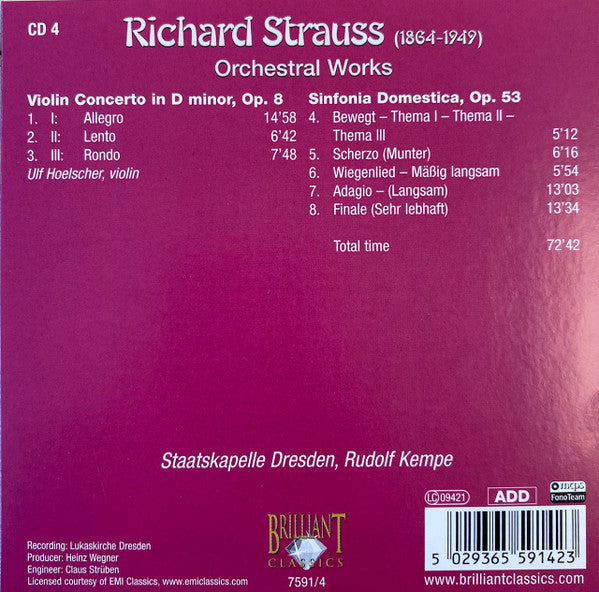 CD 4
Richard Strauss (1864-1949)
Orchestral Works
Violin Concerto in D minor, Op. 8
1. I: Allegro 14’58
2. II: Lento 6’42
3. III: Rondo 7’48
Ulf Hoelscher, violin
Sinfonia Domestica, Op. 53
4. Bewegt – Thema I – Thema II –
Thema III 5’12
5. Scherzo (Munter) 6’16
6. Wiegenlied – Mäßig langsam 5’54
7. Adagio – (Langsam) 13’03
8. Finale (Sehr lebhaft) 13’34
Total time 72’42
Staatskapelle Dresden, Rudolf Kempe
Recording: Lukaskirche Dresden
Producer: Heinz Wegner
Engineer: Claus Strüben
Licensed courtesy of EMI Classics, www.emiclassics.com
BRILLIANT
CLASSICS
7591/4
LC 09421
ADD
mcps
FonoTeam
5 029365 591423
www.brilliantclassics.com